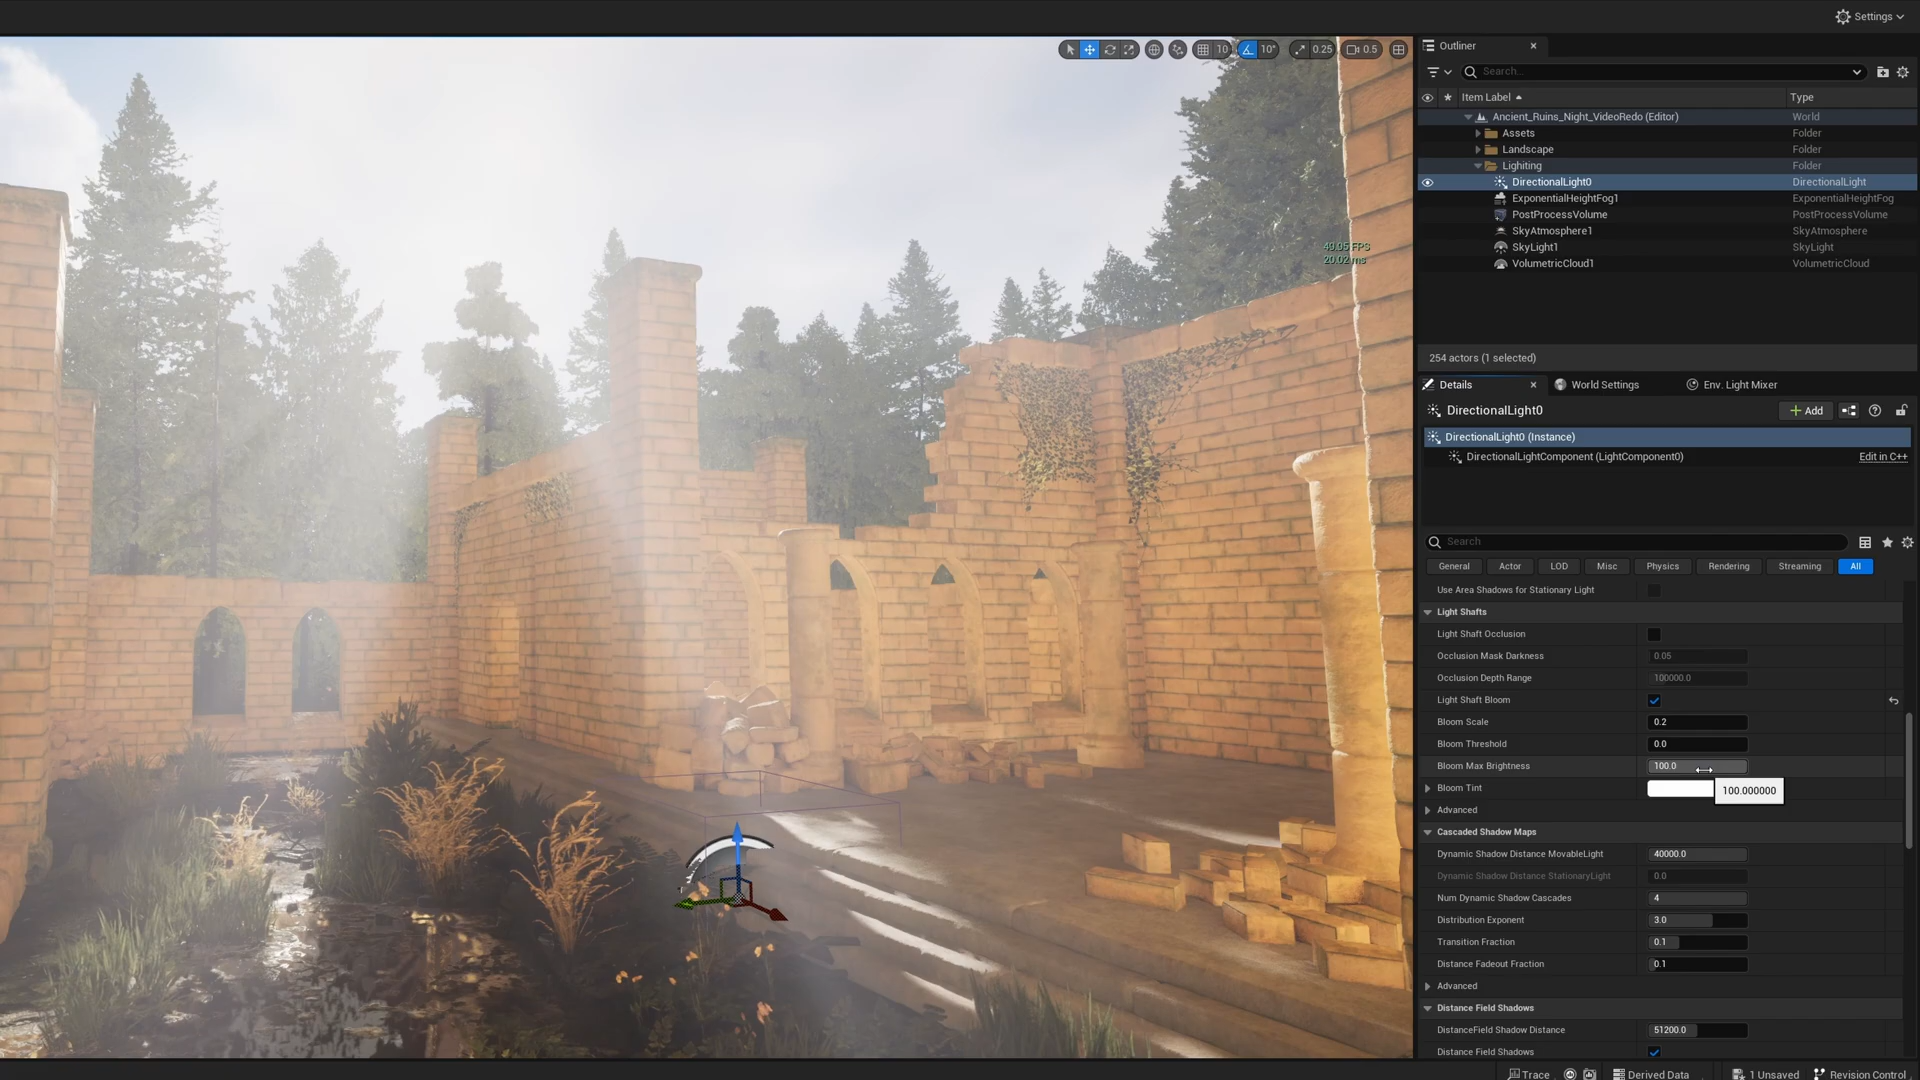 Settings
10
10°
0.25
0.5
40.95 FPS
20.02 ms
Outliner
Search...
Item Label Type
Ancient_Ruins_Night_VideoRedo (Editor) World
Assets Folder
Landscape Folder
Lighiting Folder
DirectionalLight0 DirectionalLight
ExponentialHeightFog1 ExponentialHeightFog
PostProcessVolume PostProcessVolume
SkyAtmosphere1 SkyAtmosphere
SkyLight1 SkyLight
VolumetricCloud1 VolumetricCloud
254 actors (1 selected)
Details World Settings Env. Light Mixer
DirectionalLight0 Add
DirectionalLight0 (Instance)
DirectionalLightComponent (LightComponent0) Edit in C++
Search
General Actor LOD Misc Physics Rendering Streaming All
Use Area Shadows for Stationary Light
Light Shafts
Light Shaft Occlusion
Occlusion Mask Darkness 0.05
Occlusion Depth Range 100000.0
Light Shaft Bloom
Bloom Scale 0.2
Bloom Threshold 0.0
Bloom Max Brightness 100.0
Bloom Tint 100.000000
Advanced
Cascaded Shadow Maps
Dynamic Shadow Distance MovableLight 40000.0
Dynamic Shadow Distance StationaryLight 0.0
Num Dynamic Shadow Cascades 4
Distribution Exponent 3.0
Transition Fraction 0.1
Distance Fadeout Fraction 0.1
Advanced
Distance Field Shadows
DistanceField Shadow Distance 51200.0
Distance Field Shadows
Trace Derived Data 1 Unsaved Revision Control